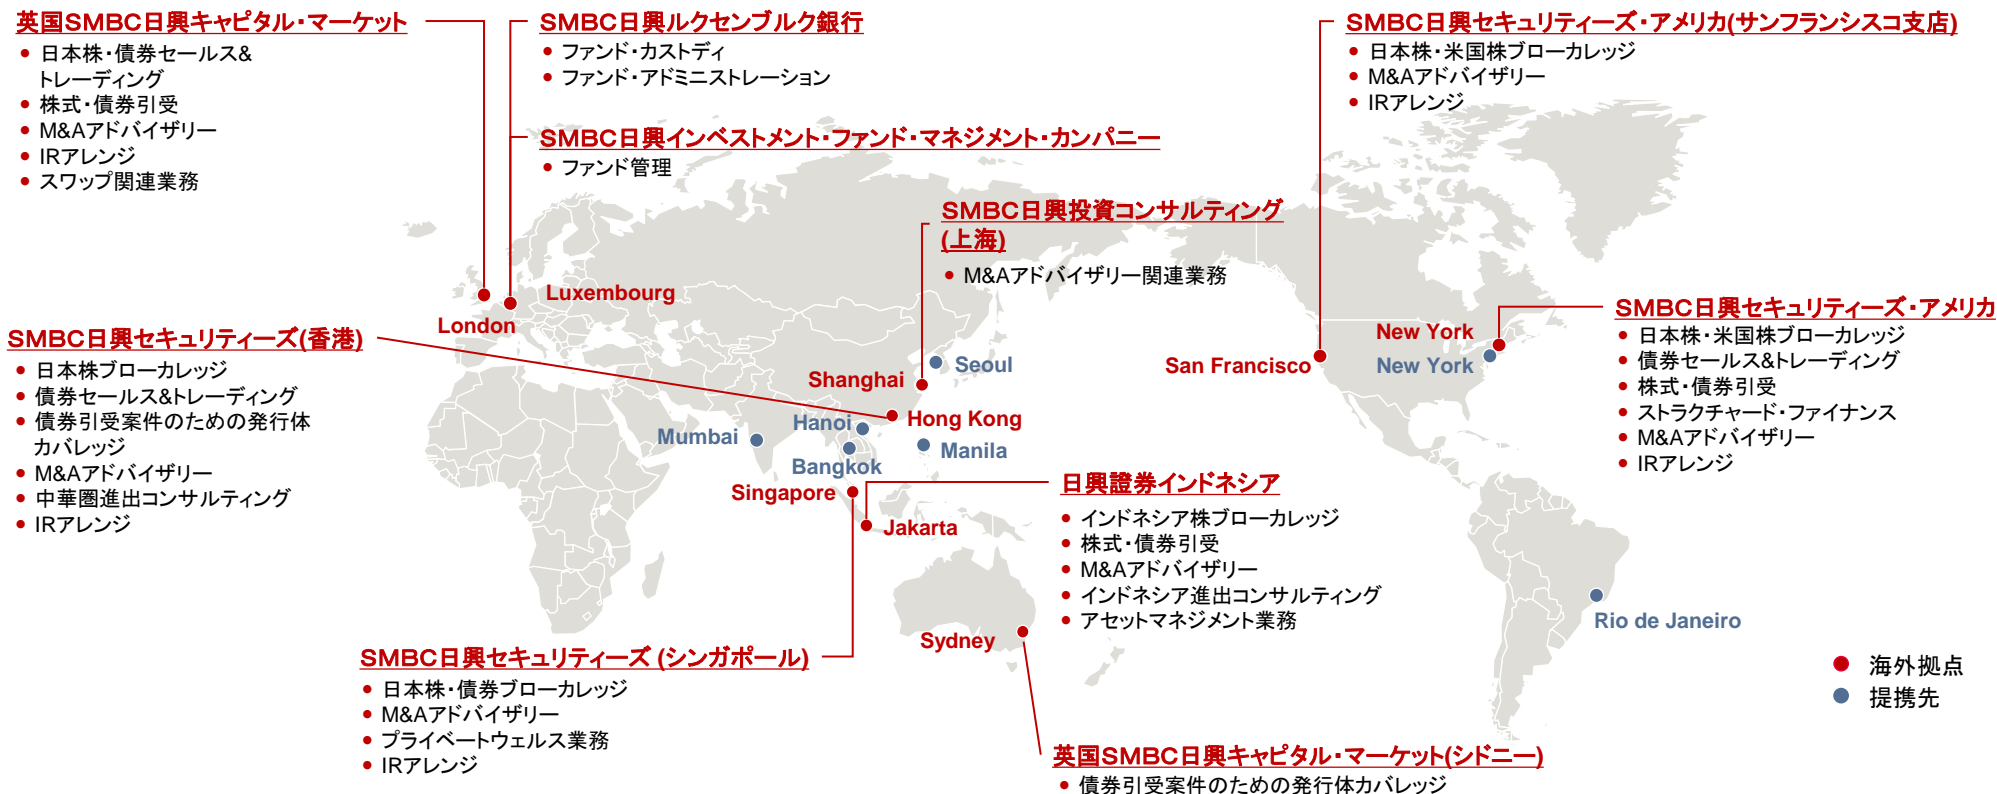 英国SMBC日興キャピタル・マーケット
• 日本株・債券セールス&
トレーディング
• 株式・債券引受
• M&Aアドバイザリー
• IRアレンジ
• スワップ関連業務
SMBC日興ルクセンブルク銀行
• ファンド・カストディ
• ファンド・アドミニストレーション
SMBC日興インベストメント・ファンド・マネジメント・カンパニー
• ファンド管理
SMBC日興セキュリティーズ・アメリカ(サンフランシスコ支店)
• 日本株・米国株ブローカレッジ
• M&Aアドバイザリー
• IRアレンジ
SMBC日興投資コンサルティング
(上海)
• M&Aアドバイザリー関連業務
Luxembourg
London
SMBC日興セキュリティーズ(香港)
• 日本株ブローカレッジ
• 債券セールス&トレーディング
• 債券引受案件のための発行体
カバレッジ
• M&Aアドバイザリー
• 中華圏進出コンサルティング
• IRアレンジ
SMBC日興セキュリティーズ・アメリカ
• 日本株・米国株ブローカレッジ
• 債券セールス&トレーディング
• 株式・債券引受
• ストラクチャード・ファイナンス
• M&Aアドバイザリー
• IRアレンジ
New York
New York
San Francisco
Seoul
Shanghai
Hong Kong
Hanoi
Mumbai
Manila
Bangkok
Singapore
Jakarta
日興證券インドネシア
• インドネシア株ブローカレッジ
• 株式・債券引受
• M&Aアドバイザリー
• インドネシア進出コンサルティング
• アセットマネジメント業務
Sydney
Rio de Janeiro
SMBC日興セキュリティーズ (シンガポール)
• 日本株・債券ブローカレッジ
• M&Aアドバイザリー
• プライベートウェルス業務
• IRアレンジ
英国SMBC日興キャピタル・マーケット(シドニー)
• 債券引受案件のための発行体カバレッジ
海外拠点
提携先